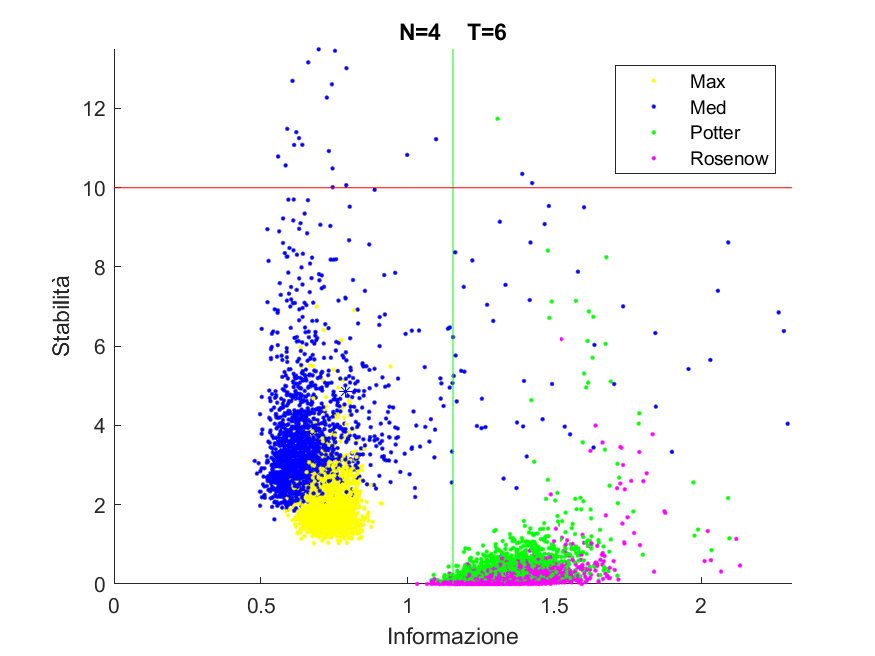 N=4 T=6
Max
Med
Potter
Rosenow
Stabilità
12
10
8
6
4
2
0
0 0.5 1 1.5 2
Informazione